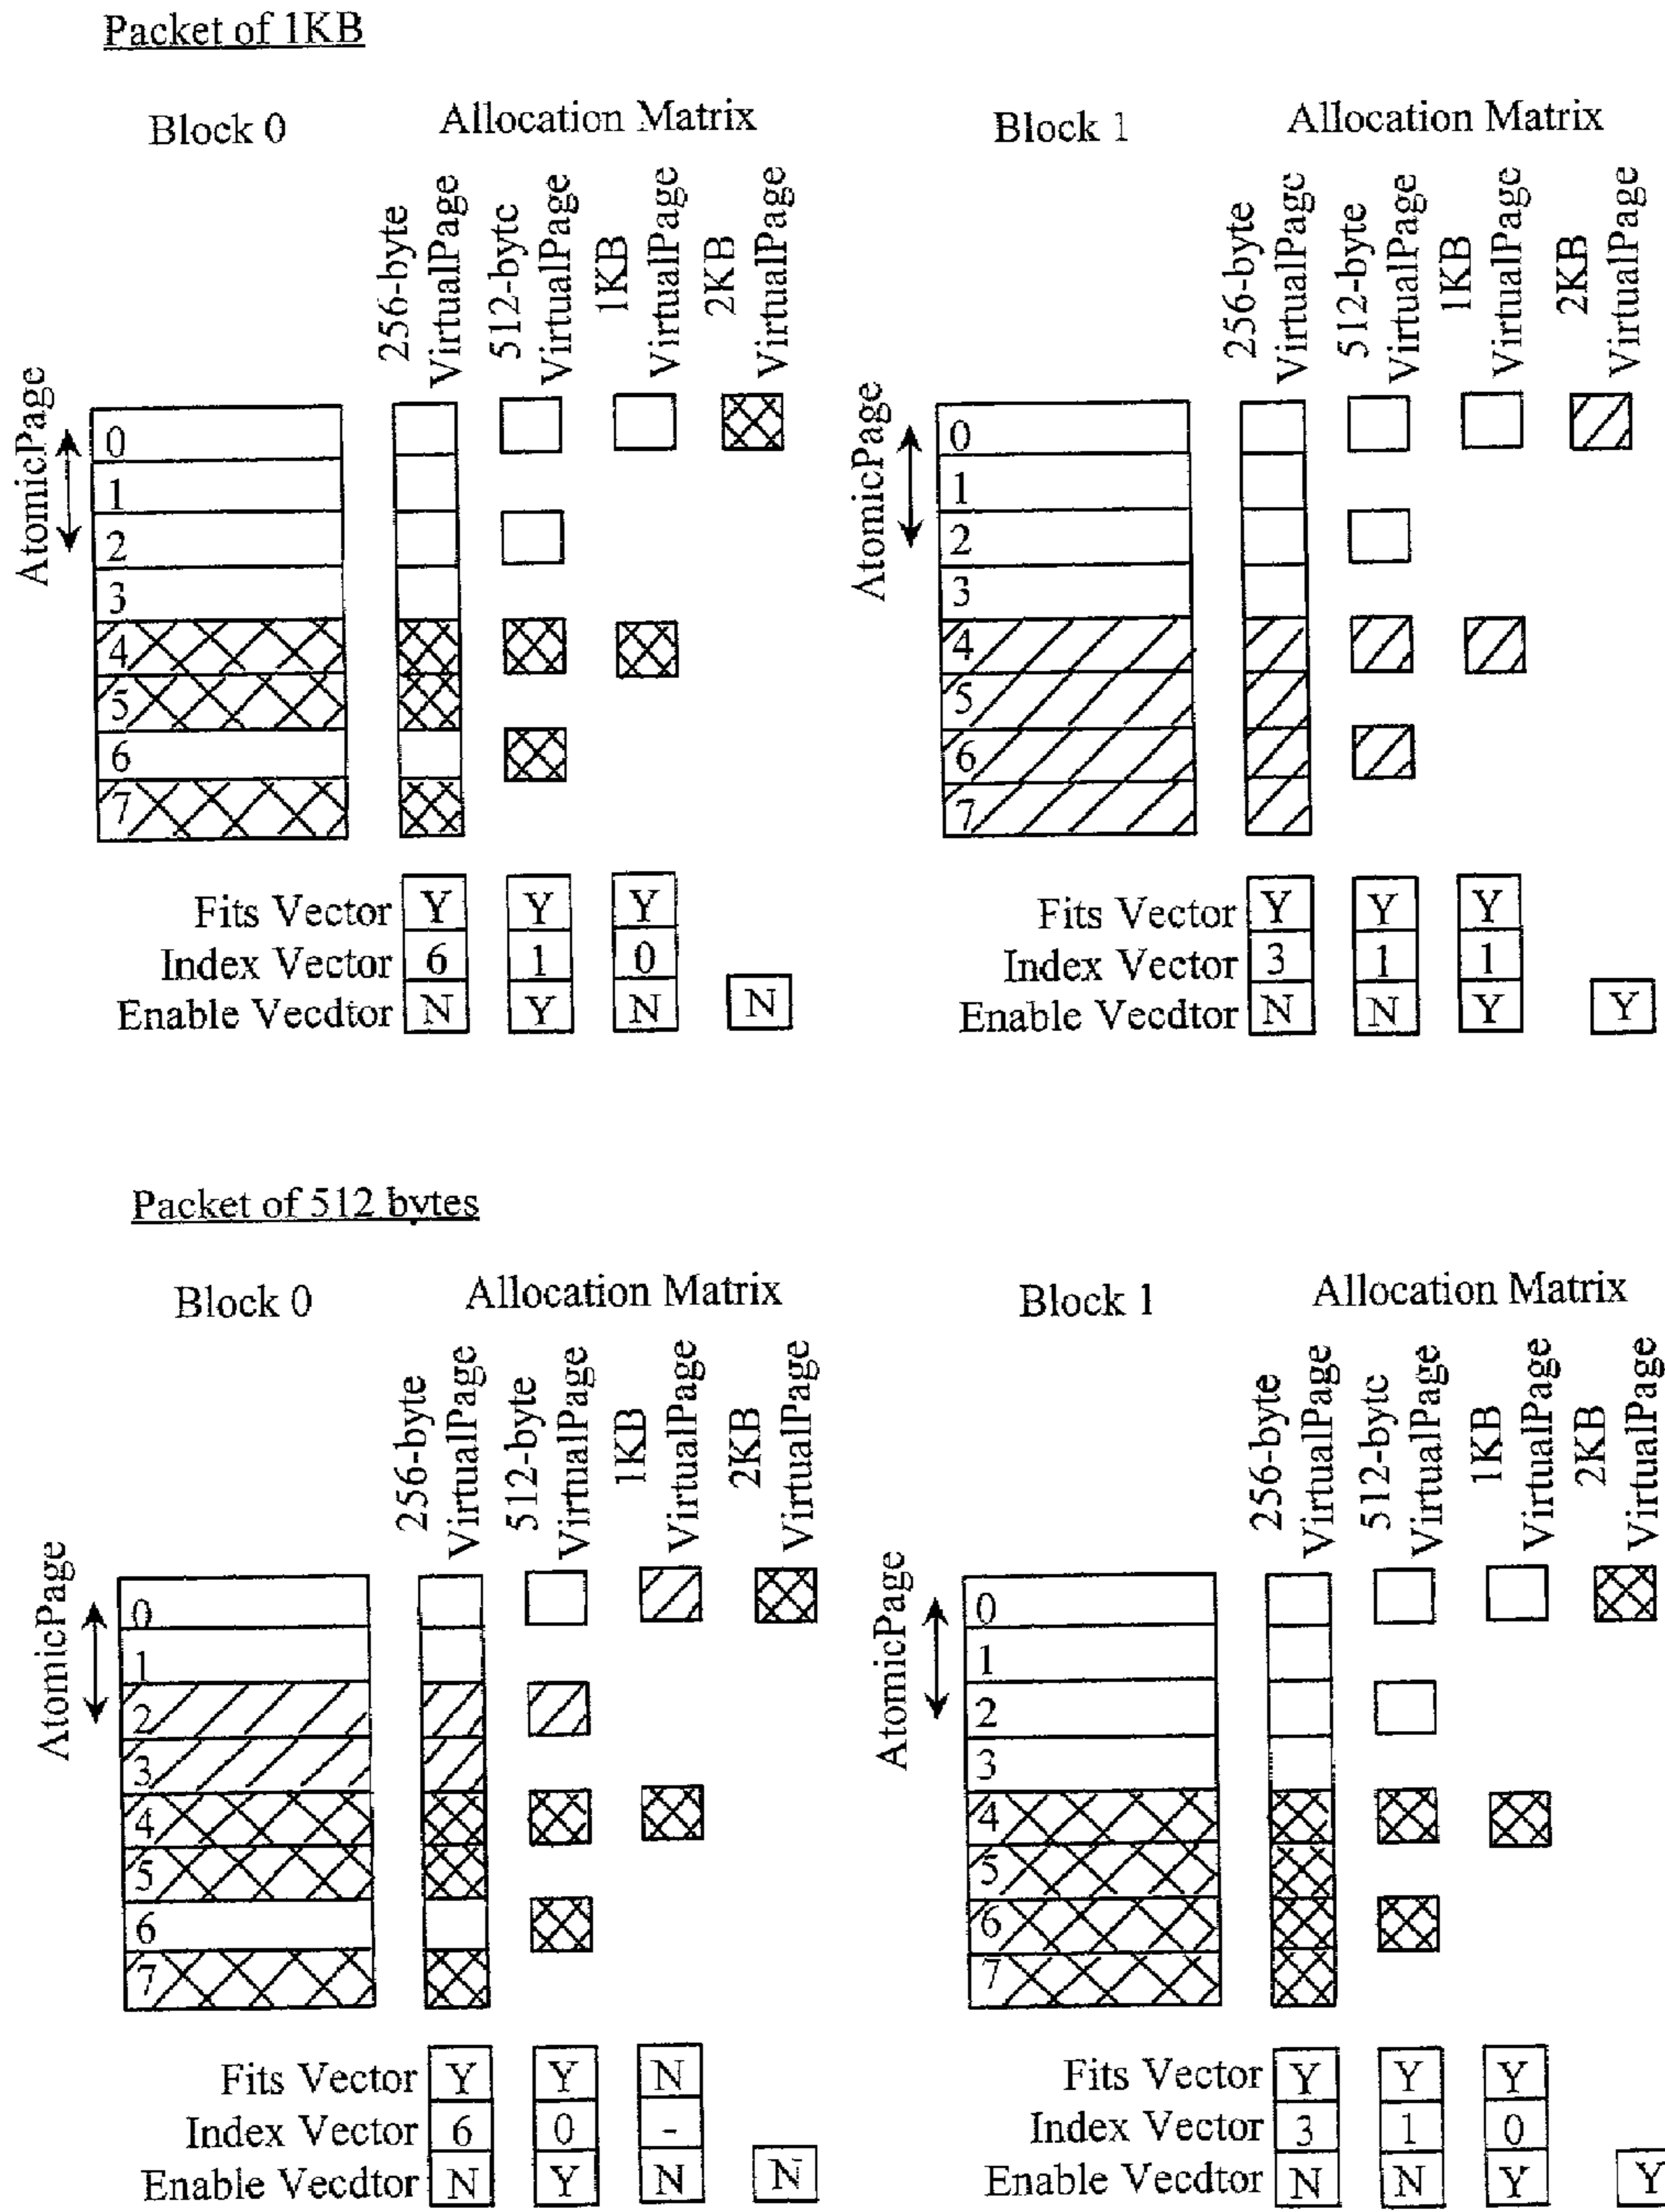 Packet of 1KB
Block 0
Allocation Matrix
Block 1
Allocation Matrix
256-byte VirtualPage
512-byte VirtualPage
1KB VirtualPage
2KB VirtualPage
256-byte VirtualPage
512-byte VirtualPage
1KB VirtualPage
2KB VirtualPage
AtomicPage
0
1
2
3
4
5
6
7
AtomicPage
0
1
2
3
4
5
6
7
Fits Vector Y Y Y
Index Vector 6 1 0
Enable Vecdtor N Y N N
Fits Vector Y Y Y
Index Vector 3 1 1
Enable Vecdtor N N Y Y
Packet of 512 bytes
Block 0
Allocation Matrix
Block 1
Allocation Matrix
256-byte VirtualPage
512-byte VirtualPage
1KB VirtualPage
2KB VirtualPage
256-byte VirtualPage
512-byte VirtualPage
1KB VirtualPage
2KB VirtualPage
AtomicPage
0
1
2
3
4
5
6
7
AtomicPage
0
1
2
3
4
5
6
7
Fits Vector Y Y N
Index Vector 6 0 -
Enable Vecdtor N Y N N
Fits Vector Y Y Y
Index Vector 3 1 0
Enable Vecdtor N N Y Y